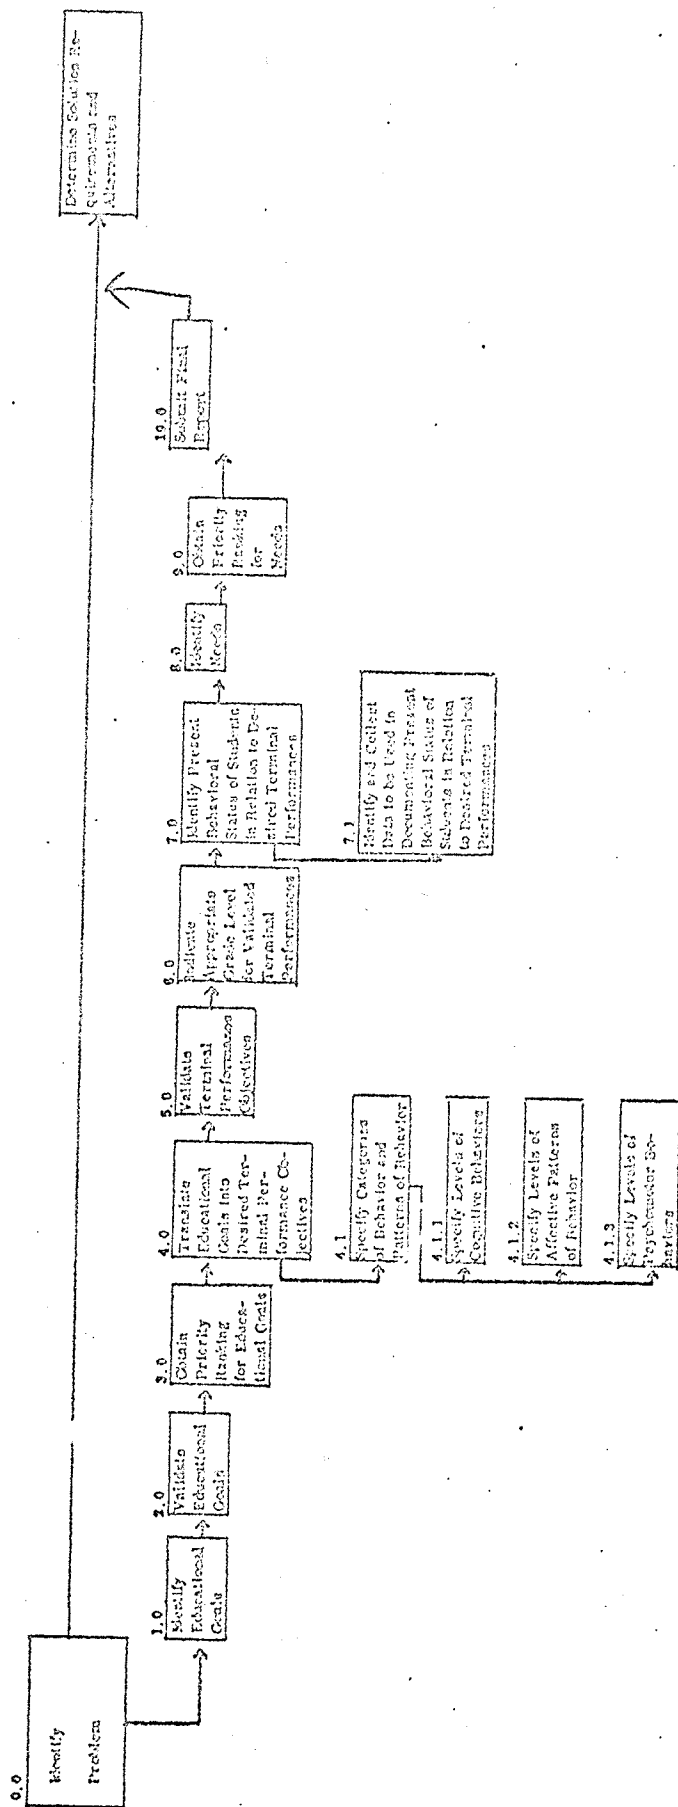 0.0
Identify
Problem
1.0
Identify
Educational
Goals
2.0
Validate
Educational
Goals
3.0
Obtain
Priority
Ranking
for Educa-
tional Goals
4.0
Translate
Educational
Goals into
Desired Ter-
minal Per-
formance Ob-
jectives
4.1
Specify Categories
of Behavior and
Patterns of Behavior
4.1.1
Specify Levels of
Cognitive Behaviors
4.1.2
Specify Levels of
Affective Patterns
of Behavior
4.1.3
Specify Levels of
Psychomotor Be-
haviors
5.0
Validate
Terminal
Performance
Objectives
6.0
Indicate
Appropriate
Grade Level
for Validated
Terminal
Performances
7.0
Identify Present
Behavioral
Status of Students
in Relation to De-
sired Terminal
Performances
7.1
Identify and Collect
Data to be Used in
Documenting Present
Behavioral Status of
Students in Relation
to Desired Terminal
Performances
8.0
Identify
Needs
9.0
Obtain
Priority
Ranking
for
Needs
10.0
Submit Final
Report
Determine Solution Re-
quirements and
Alternatives